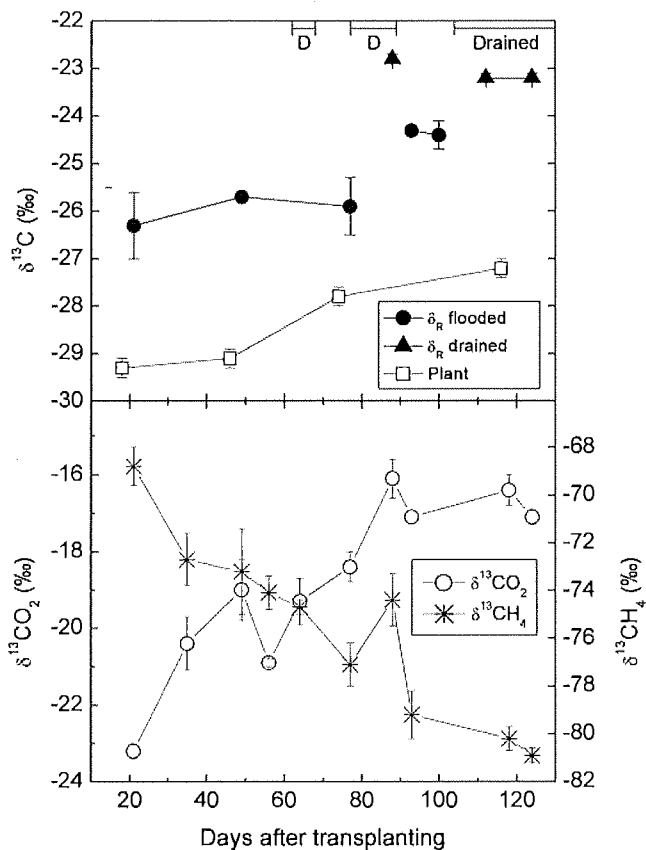 -22
-23
-24
-25
-26
-27
-28
-29
-30
δ¹³C (‰)
D
D
Drained
δ_R flooded
δ_R drained
Plant
-16
-18
-20
-22
-24
δ¹³CO₂ (‰)
-68
-70
-72
-74
-76
-78
-80
-82
δ¹³CH₄ (‰)
δ¹³CO₂
δ¹³CH₄
20
40
60
80
100
120
Days after transplanting